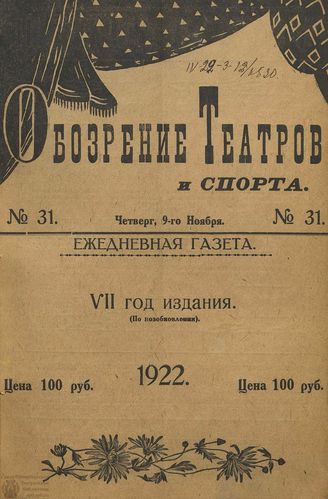 Обозрение Театров
и СПОРТА.
№ 31. Четверг, 9-го Ноября. № 31.
ЕЖЕДНЕВНАЯ ГАЗЕТА.
VII год издания.
(По возобновлении).
1922.
Цена 100 руб. Цена 100 руб.